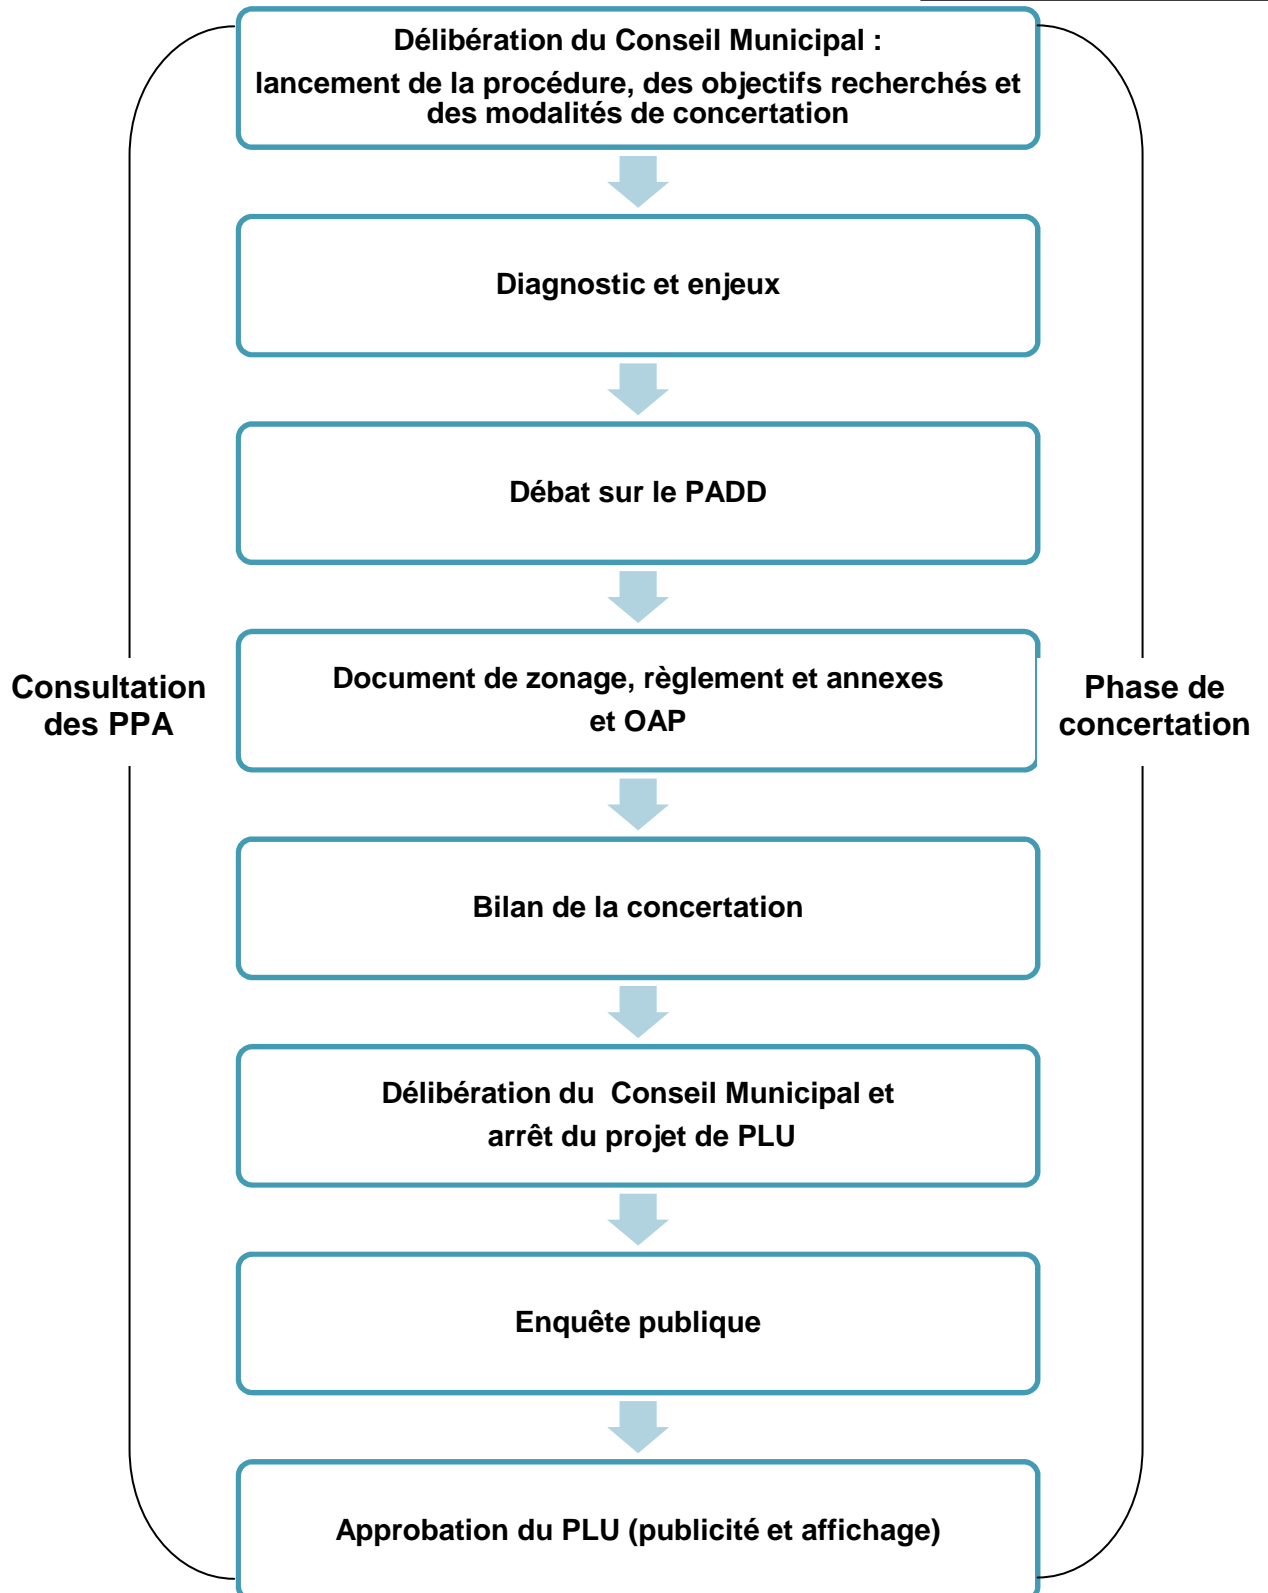 Délibération du Conseil Municipal :
lancement de la procédure, des objectifs recherchés et
des modalités de concertation
Diagnostic et enjeux
Débat sur le PADD
Consultation
des PPA
Document de zonage, règlement et annexes
et OAP
Phase de
concertation
Bilan de la concertation
Délibération du  Conseil Municipal et
arrêt du projet de PLU
Enquête publique
Approbation du PLU (publicité et affichage)